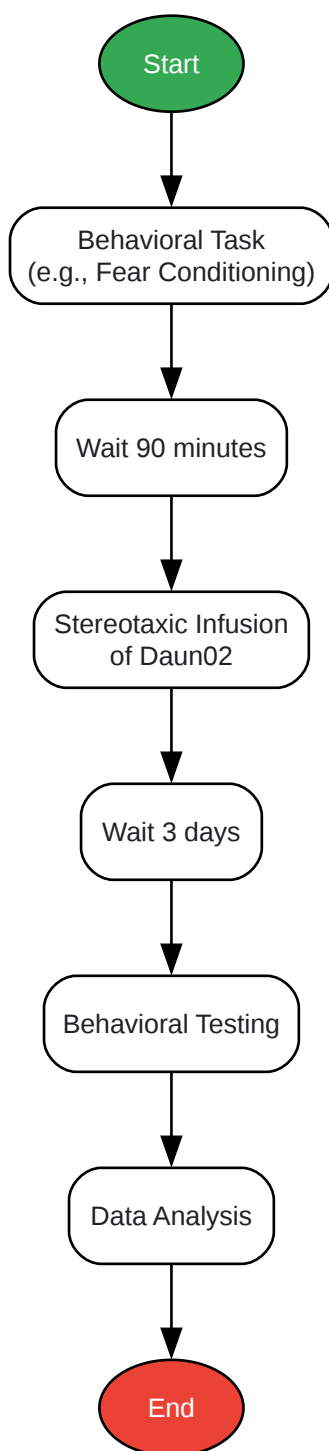 Start
Behavioral Task
(e.g., Fear Conditioning)
Wait 90 minutes
Stereotaxic Infusion
of Daun02
Wait 3 days
Behavioral Testing
Data Analysis
End